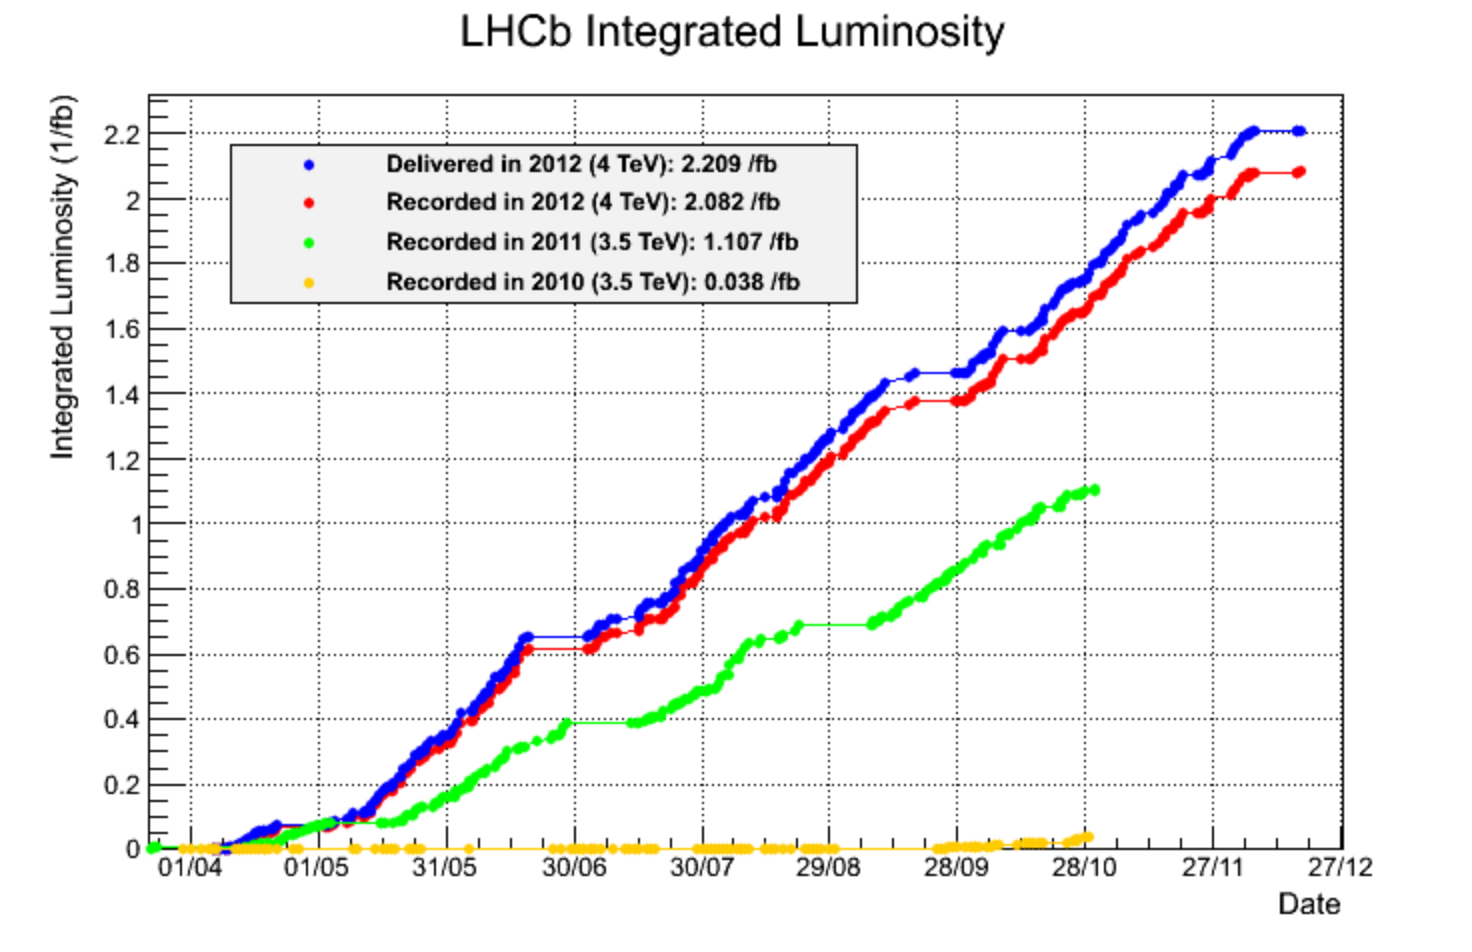 LHCb Integrated Luminosity
Integrated Luminosity (1/fb)
2.2
2
1.8
1.6
1.4
1.2
1
0.8
0.6
0.4
0.2
0
Delivered in 2012 (4 TeV): 2.209 /fb
Recorded in 2012 (4 TeV): 2.082 /fb
Recorded in 2011 (3.5 TeV): 1.107 /fb
Recorded in 2010 (3.5 TeV): 0.038 /fb
01/04 01/05 31/05 30/06 30/07 29/08 28/09 28/10 27/11 27/12
Date